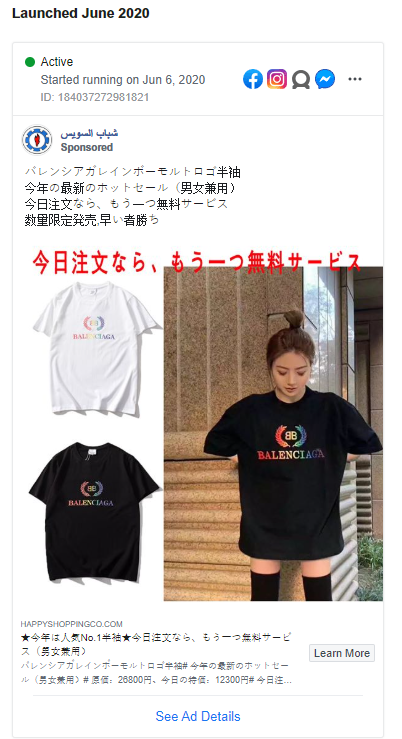 Launched June 2020
Active
Started running on Jun 6, 2020
ID: 184037272981821
شباب السويس
Sponsored
バレンシアガレインボーモルトロゴ半袖
今年の最新のホットセール（男女兼用）
今日注文なら、もう一つ無料サービス
数量限定発売,早い者勝ち
今日注文なら、もう一つ無料サービス
BB
BALENCIAGA
BB
BALENCIAGA
BB
BALENCIAGA
HAPPYSHOPPINGCO.COM
★今年は人気No.1半袖★今日注文なら、もう一つ無料サービ
ス（男女兼用）
Learn More
バレンシアガレインボーモルトロゴ半袖# 今年の最新のホットセー
ル（男女兼用）# 原価：26800円、今日の特価：12300円# 今日注...
See Ad Details